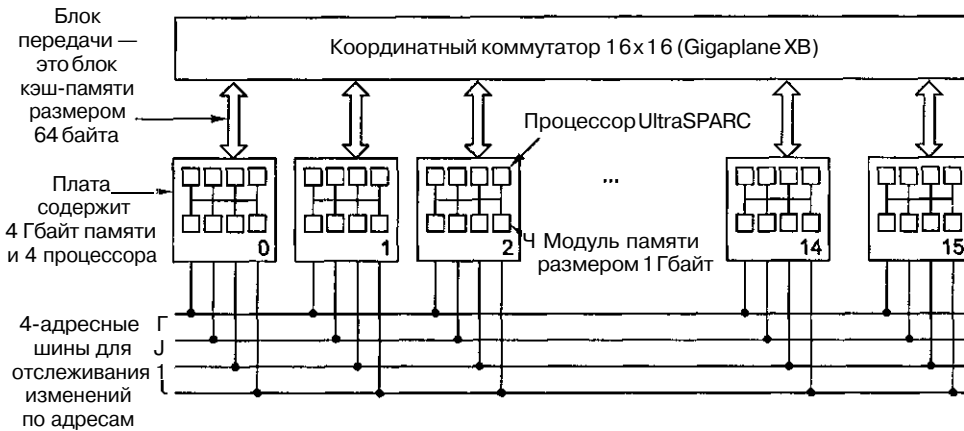 Блок
передачи —
это блок
кэш-памяти
размером
64 байта
Координатный коммутатор 16x16 (Gigaplane XB)
Процессор UltraSPARC
...
Плата
содержит
4 Гбайт памяти
и 4 процессора
0
1
2
14
15
Ч Модуль памяти
размером 1 Гбайт
4-адресные Г
шины для J
отслеживания 1
изменений
по адресам